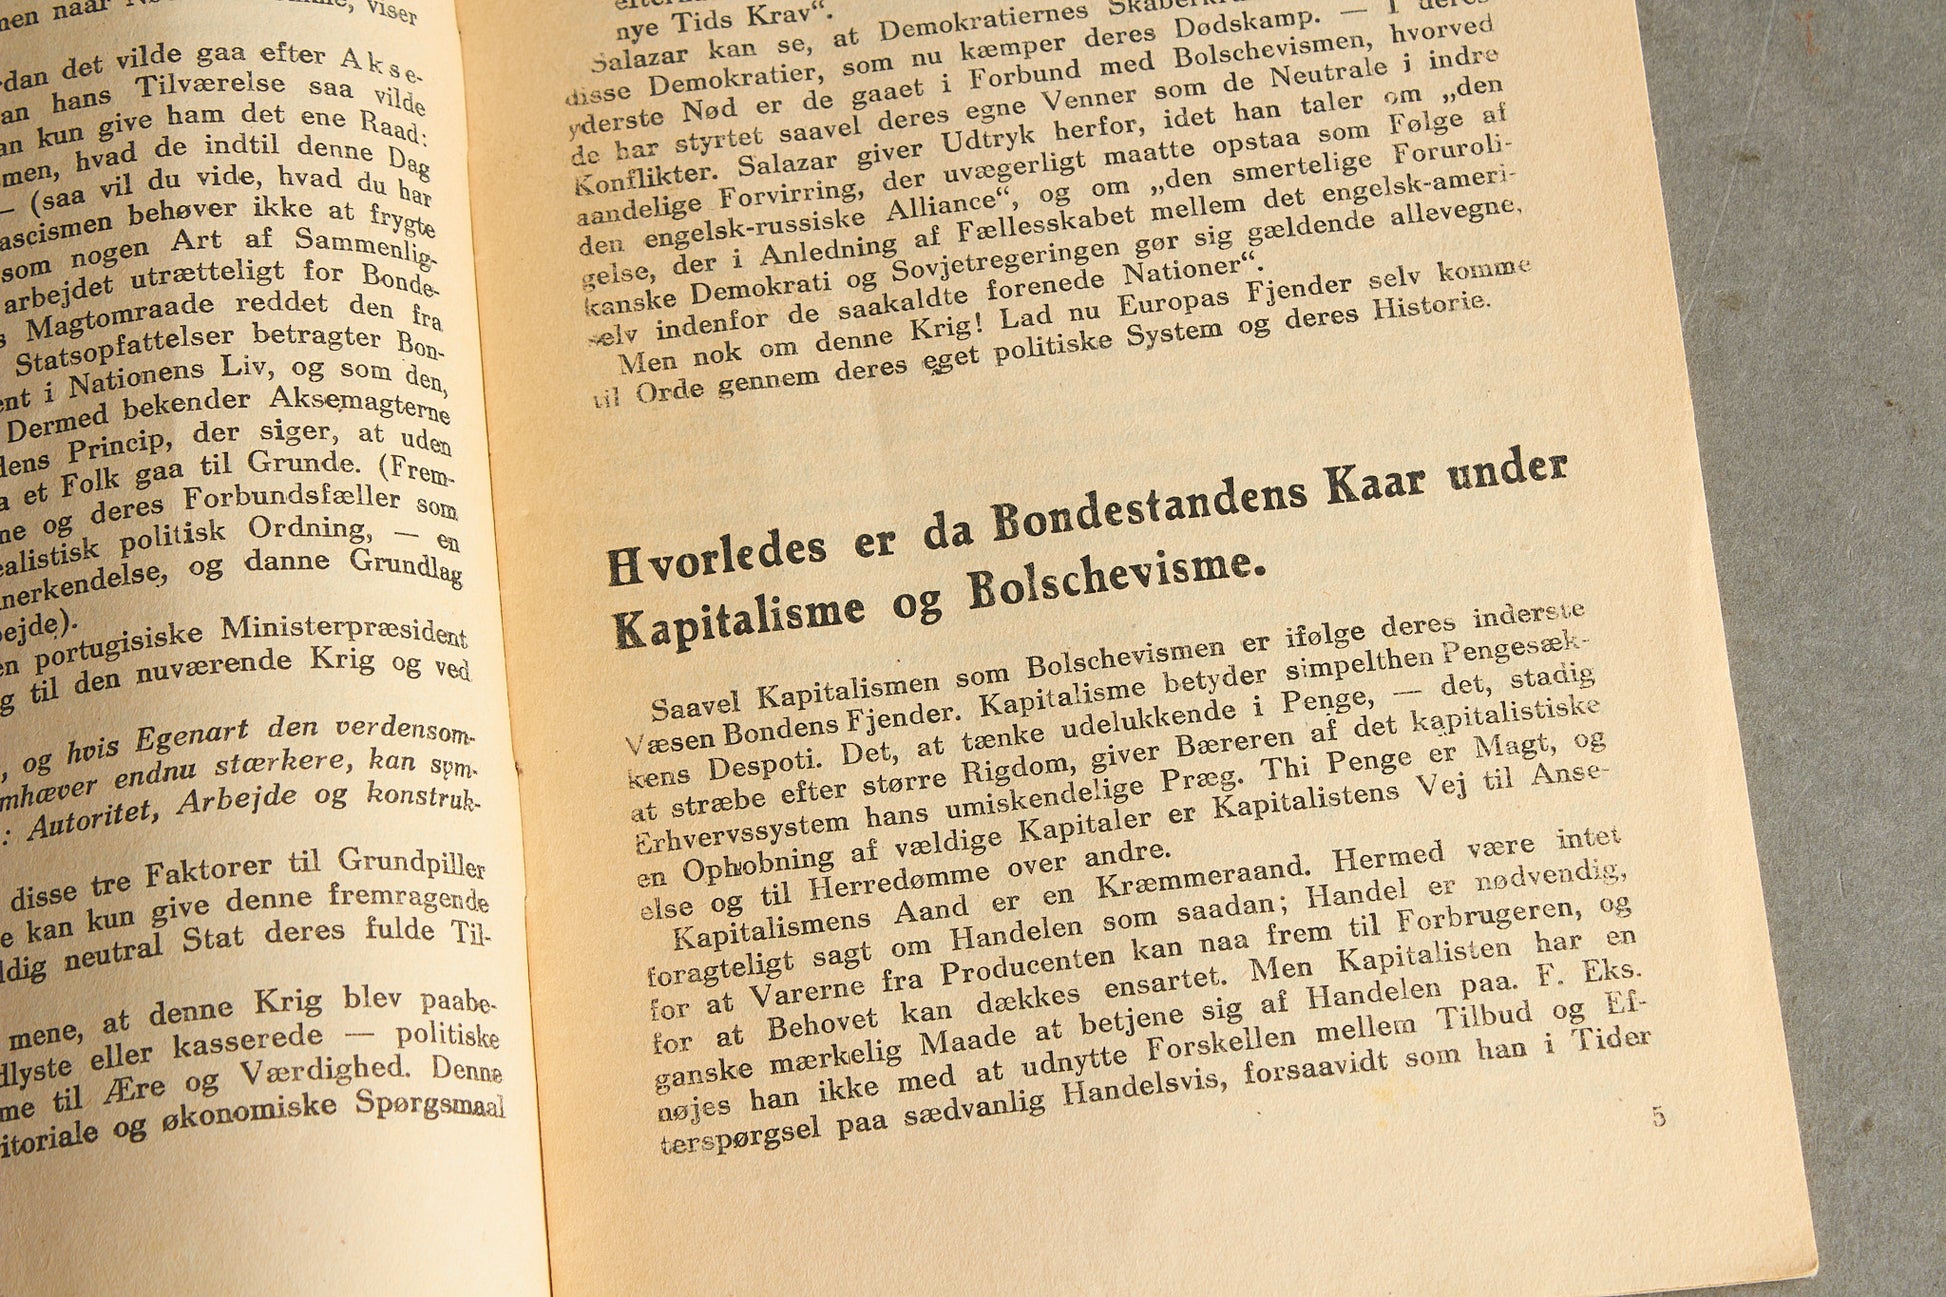 men naar
viser
dan det vilde gaa efter Akse-
an hans Tilværelse saa vilde
an kun give ham det ene Raad:
men, hvad de indtil denne Dag
— (saa vil du vide, hvad du har
ascismen behøver ikke at frygte
som nogen Art af Sammenlig-
arbejdet utrætteligt for Bonde-
s Magtomraade reddet den fra
Statsopfattelser betragter Bon-
ent i Nationens Liv, og som den,
Dermed bekender Aksemagterne
dens Princip, der siger, at uden
a et Folk gaa til Grunde. (Frem-
ne og deres Forbundsfæller som
ealistisk politisk Ordning, — en
nerkendelse, og danne Grundlag
bejde).
en portugisiske Ministerpræsident
g til den nuværende Krig og ved
, og hvis Egenart den verdensom-
mhæver endnu stærkere, kan sym-
: Autoritet, Arbejde og konstruk-
disse tre Faktorer til Grundpiller
e kan kun give denne fremragende
ldig neutral Stat deres fulde Til-
mene, at denne Krig blev paabe-
dlyste eller kasserede — politiske
me til Ære og Værdighed. Denne
itoriale og økonomiske Spørgsmaal
nye Tids Krav“.
Salazar kan se, at Demokratiernes
disse Demokratier, som nu kæmper deres Dødskamp. — I deres
yderste Nød er de gaaet i Forbund med Bolschevismen, hvorved
de har styrtet saavel deres egne Venner som de Neutrale i indre
Konflikter. Salazar giver Udtryk herfor, idet han taler om „den
aandelige Forvirring, der uvægerligt maatte opstaa som Følge af
den engelsk-russiske Alliance“, og om „den smertelige Foruroli-
gelse, der i Anledning af Fællesskabet mellem det engelsk-ameri-
kanske Demokrati og Sovjetregeringen gør sig gældende allevegne,
selv indenfor de saakaldte forenede Nationer“.
Men nok om denne Krig! Lad nu Europas Fjender selv komme
til Orde gennem deres eget politiske System og deres Historie.
Hvorledes er da Bondestandens Kaar under
Kapitalisme og Bolschevisme.
Saavel Kapitalismen som Bolschevismen er ifølge deres inderste
Væsen Bondens Fjender. Kapitalisme betyder simpelthen Pengesæk-
kens Despoti. Det, at tænke udelukkende i Penge, — det, stadig
at stræbe efter større Rigdom, giver Bæreren af det kapitalistiske
Erhvervssystem hans umiskendelige Præg. Thi Penge er Magt, og
en Ophobning af vældige Kapitaler er Kapitalistens Vej til Anse-
else og til Herredømme over andre.
Kapitalismens Aand er en Kræmmeraand. Hermed være intet
foragteligt sagt om Handelen som saadan; Handel er nødvendig,
for at Varerne fra Producenten kan naa frem til Forbrugeren, og
for at Behovet kan dækkes ensartet. Men Kapitalisten har en
ganske mærkelig Maade at betjene sig af Handelen paa. F. Eks.
nøjes han ikke med at udnytte Forskellen mellem Tilbud og Ef-
terspørgsel paa sædvanlig Handelsvis, forsaavidt som han i Tider
5